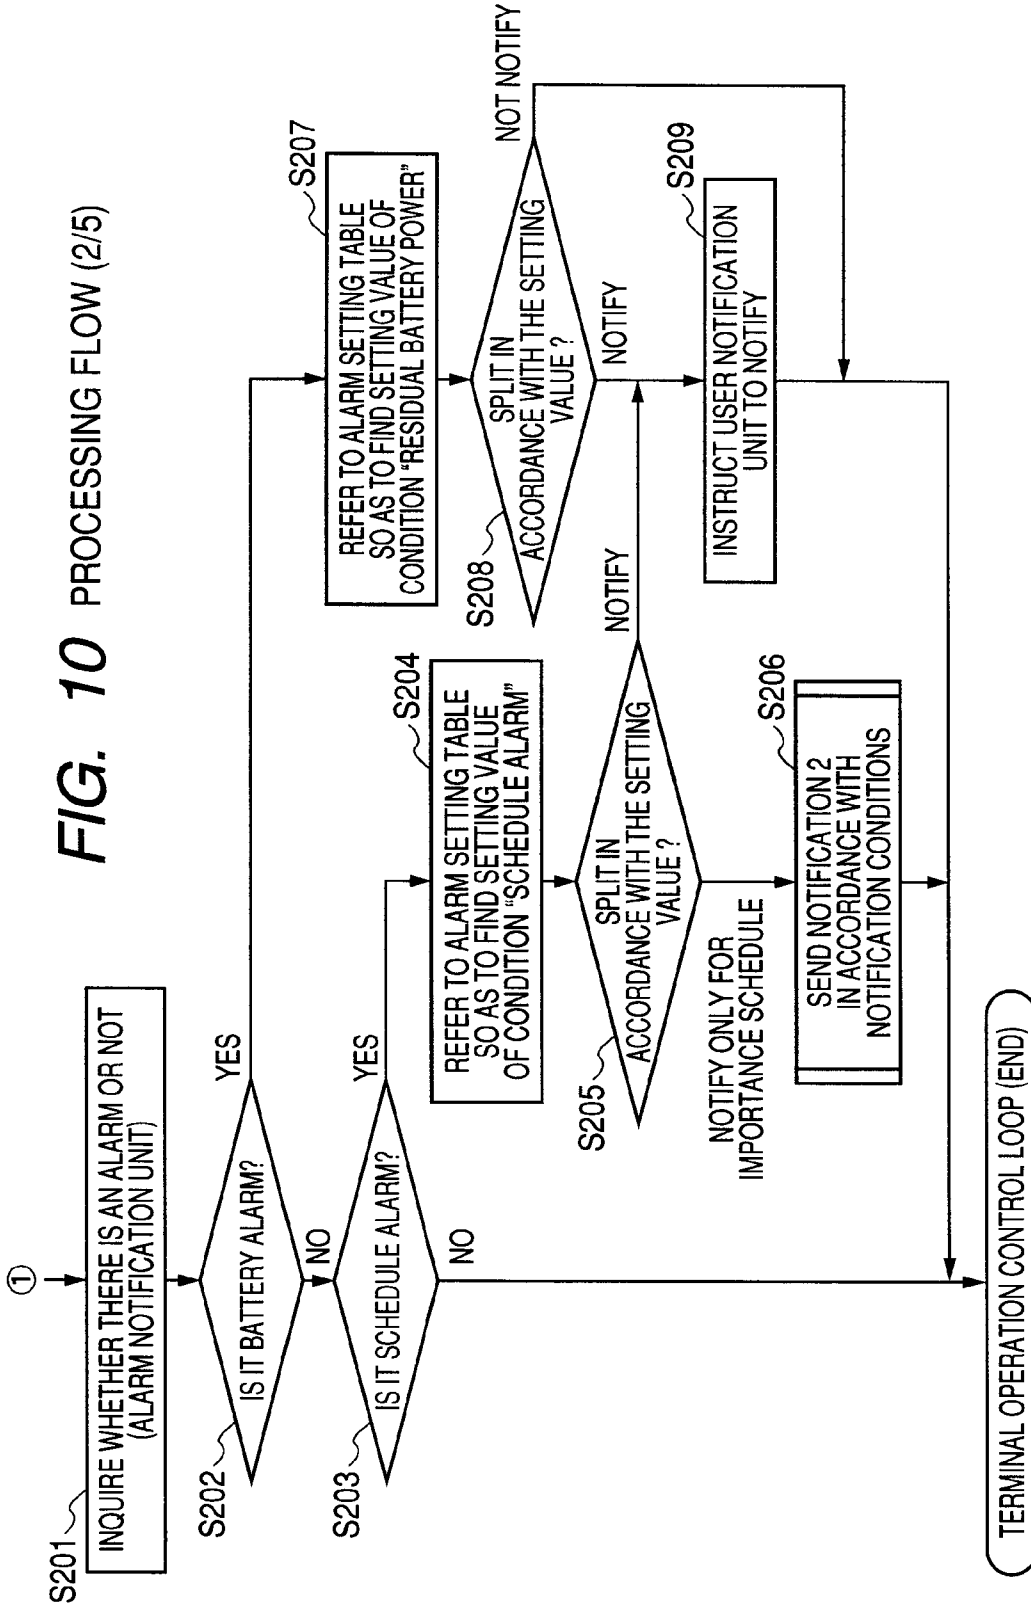 FIG. 10 PROCESSING FLOW (2/5)
①
S201
INQUIRE WHETHER THERE IS AN ALARM OR NOT
(ALARM NOTIFICATION UNIT)
S202
IS IT BATTERY ALARM?
YES
NO
S203
IS IT SCHEDULE ALARM?
YES
NO
S204
REFER TO ALARM SETTING TABLE
SO AS TO FIND SETTING VALUE
OF CONDITION "SCHEDULE ALARM"
S205
SPLIT IN
ACCORDANCE WITH THE SETTING
VALUE ?
NOTIFY
NOTIFY ONLY FOR
IMPORTANCE SCHEDULE
S206
SEND NOTIFICATION 2
IN ACCORDANCE WITH
NOTIFICATION CONDITIONS
S207
REFER TO ALARM SETTING TABLE
SO AS TO FIND SETTING VALUE OF
CONDITION "RESIDUAL BATTERY POWER"
S208
SPLIT IN
ACCORDANCE WITH THE SETTING
VALUE ?
NOT NOTIFY
NOTIFY
S209
INSTRUCT USER NOTIFICATION
UNIT TO NOTIFY
TERMINAL OPERATION CONTROL LOOP (END)